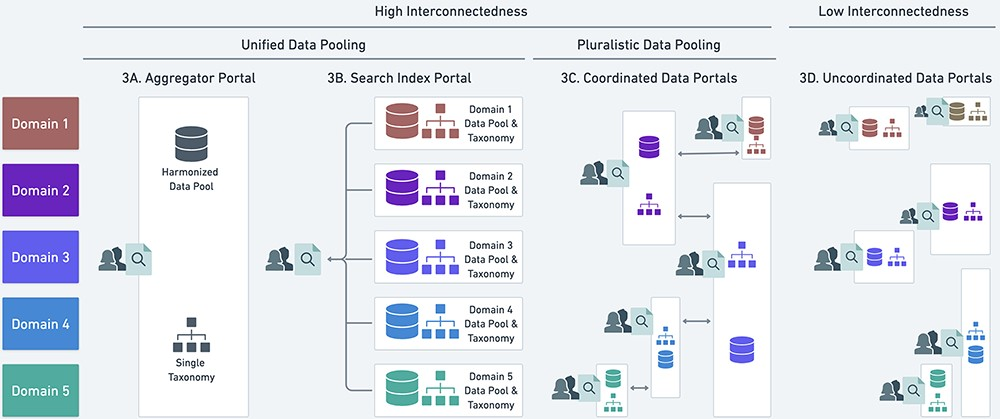 High Interconnectedness
Low Interconnectedness
Unified Data Pooling
Pluralistic Data Pooling
3A. Aggregator Portal
3B. Search Index Portal
3C. Coordinated Data Portals
3D. Uncoordinated Data Portals
Domain 1
Domain 2
Domain 3
Domain 4
Domain 5
Harmonized
Data Pool
Single
Taxonomy
Domain 1
Data Pool &
Taxonomy
Domain 2
Data Pool &
Taxonomy
Domain 3
Data Pool &
Taxonomy
Domain 4
Data Pool &
Taxonomy
Domain 5
Data Pool &
Taxonomy